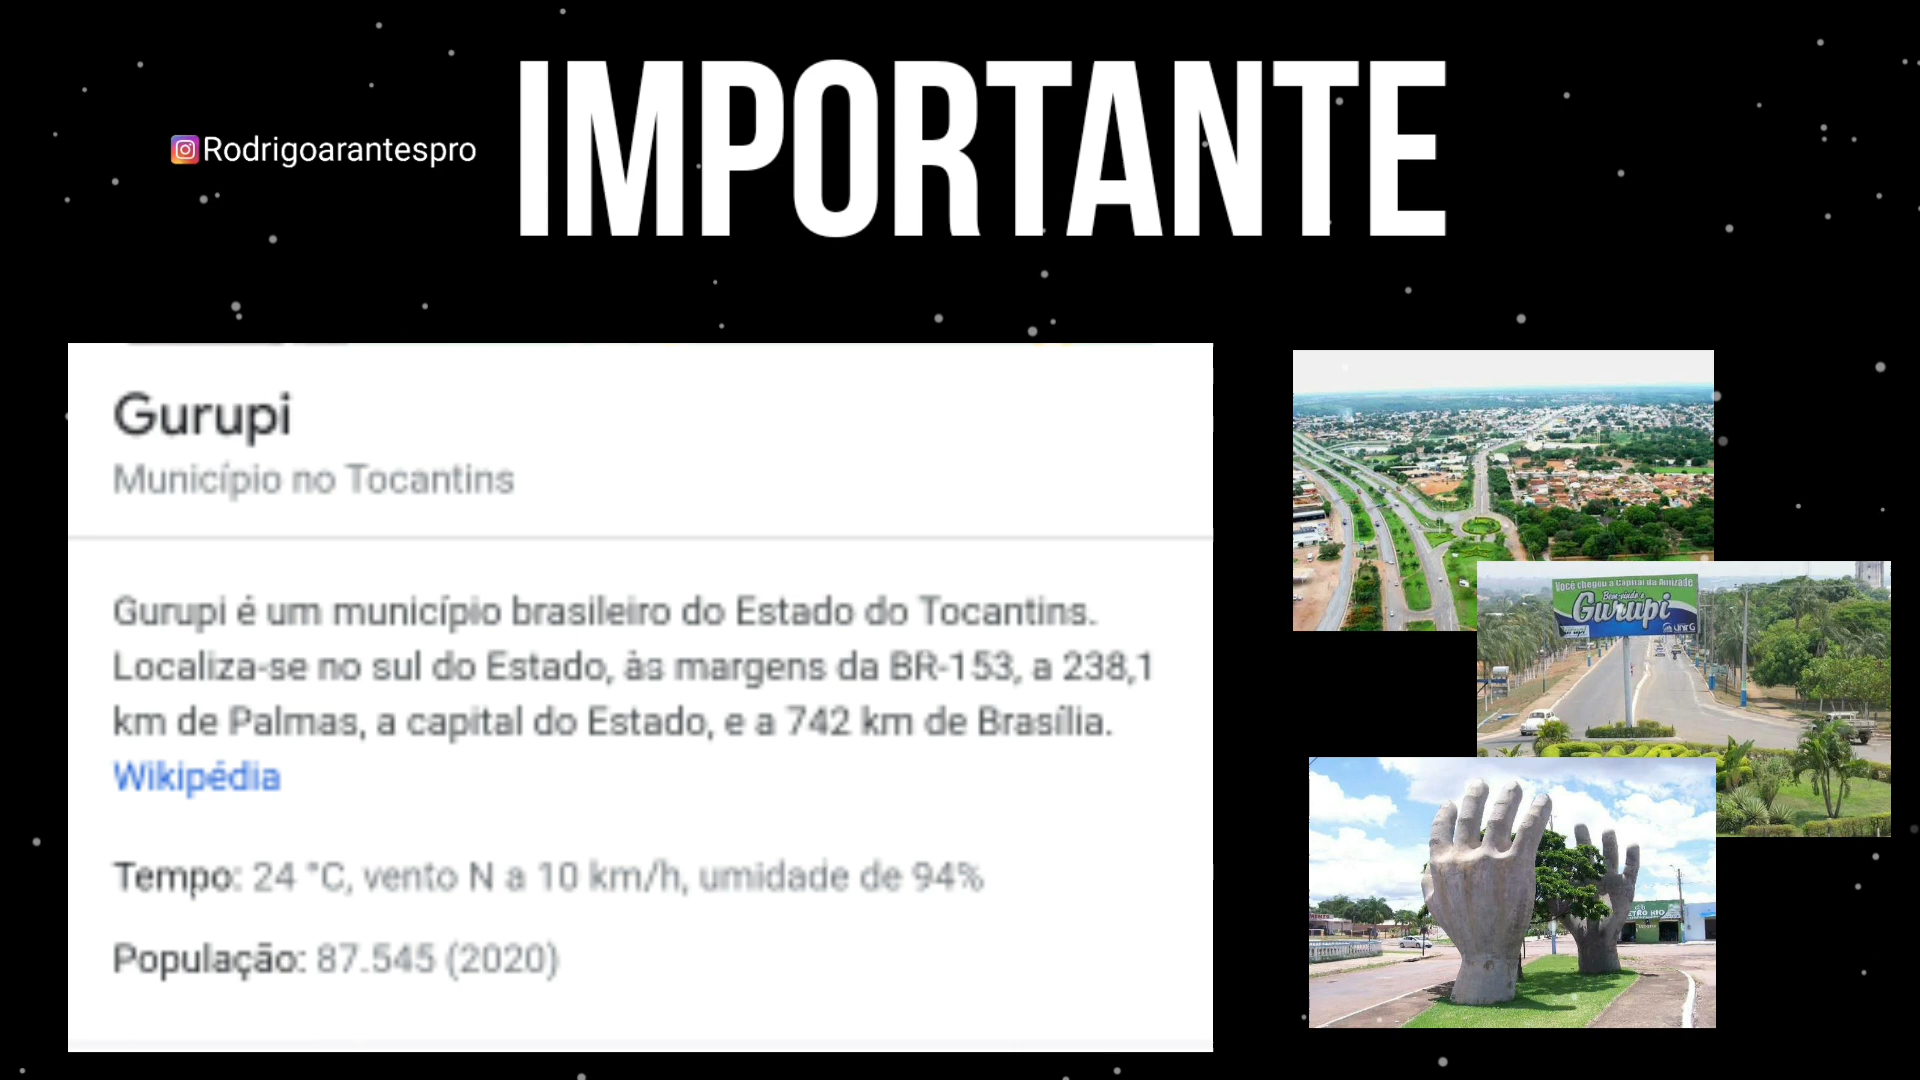 IMPORTANTE
Rodrigoarantespro
Gurupi
Município no Tocantins
Gurupi é um município brasileiro do Estado do Tocantins.
Localiza-se no sul do Estado, às margens da BR-153, a 238,1
km de Palmas, a capital do Estado, e a 742 km de Brasília.
Wikipédia
Tempo: 24 °C, vento N a 10 km/h, umidade de 94%
População: 87.545 (2020)
Você chegou a Capital da Amizade
Bem-vindo a
Gurupi
UNIRG